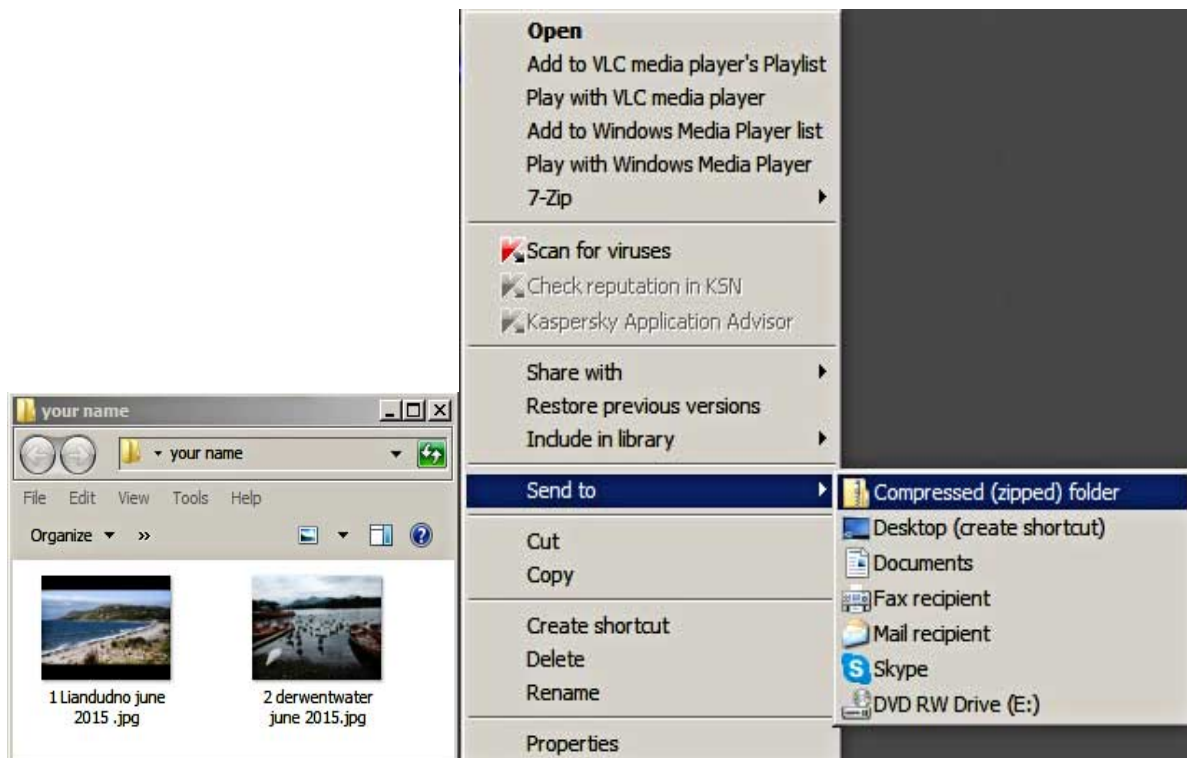 your name
your name
File Edit View Tools Help
Organize »
1 Liandudno june
2015 .jpg
2 derwentwater
june 2015.jpg
Open
Add to VLC media player's Playlist
Play with VLC media player
Add to Windows Media Player list
Play with Windows Media Player
7-Zip
Scan for viruses
Check reputation in KSN
Kaspersky Application Advisor
Share with
Restore previous versions
Include in library
Send to
Cut
Copy
Create shortcut
Delete
Rename
Properties
Compressed (zipped) folder
Desktop (create shortcut)
Documents
Fax recipient
Mail recipient
Skype
DVD RW Drive (E:)